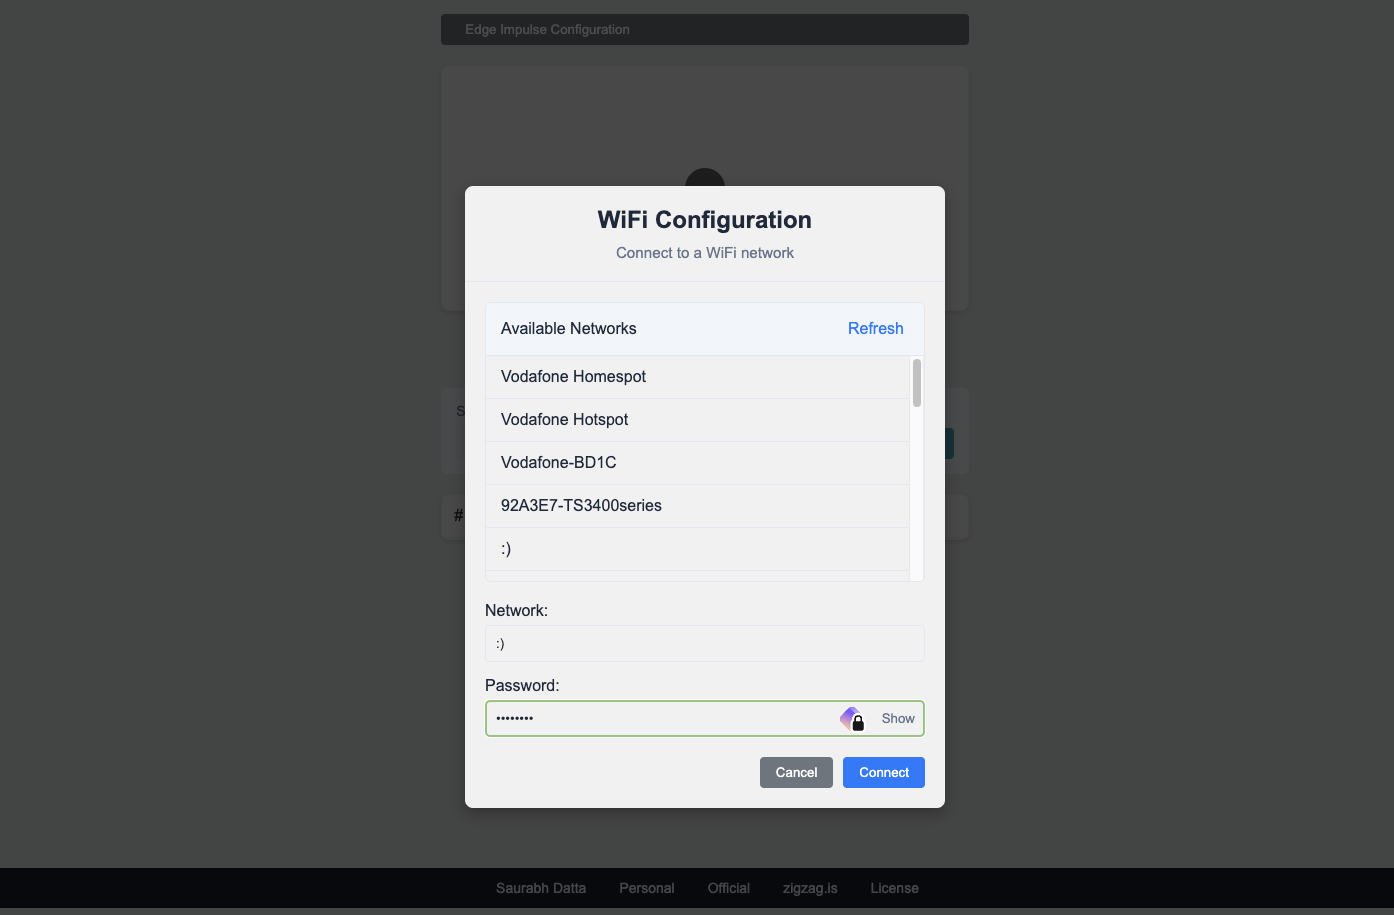 Edge Impulse Configuration
WiFi Configuration
Connect to a WiFi network
Available Networks Refresh
Vodafone Homespot
Vodafone Hotspot
Vodafone-BD1C
92A3E7-TS3400series
:)
S
#
Network:
:)
Password:
•••••••• Show
Cancel Connect
Saurabh Datta Personal Official zigzag.is License